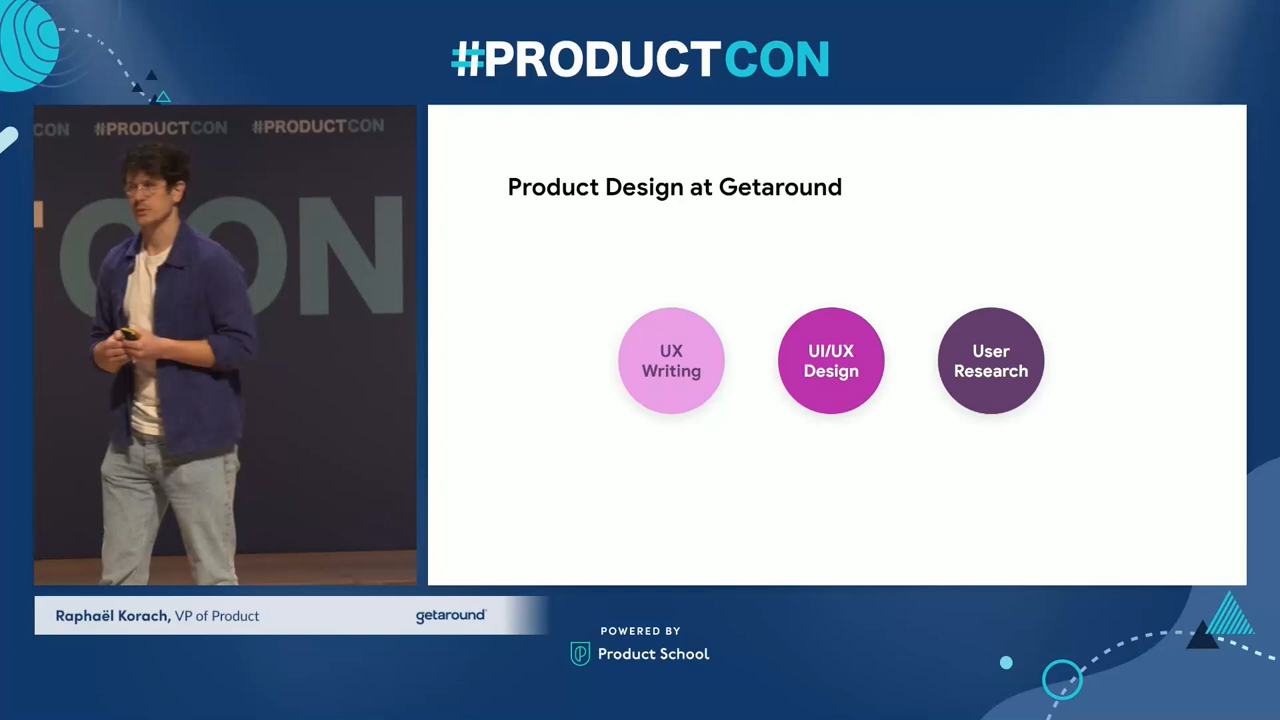 #PRODUCTCON
CON #PRODUCTCON #PRODUCTCON
CON
Product Design at Getaround
UX
Writing
UI/UX
Design
User
Research
Raphaël Korach, VP of Product
getaround
POWERED BY
Product School